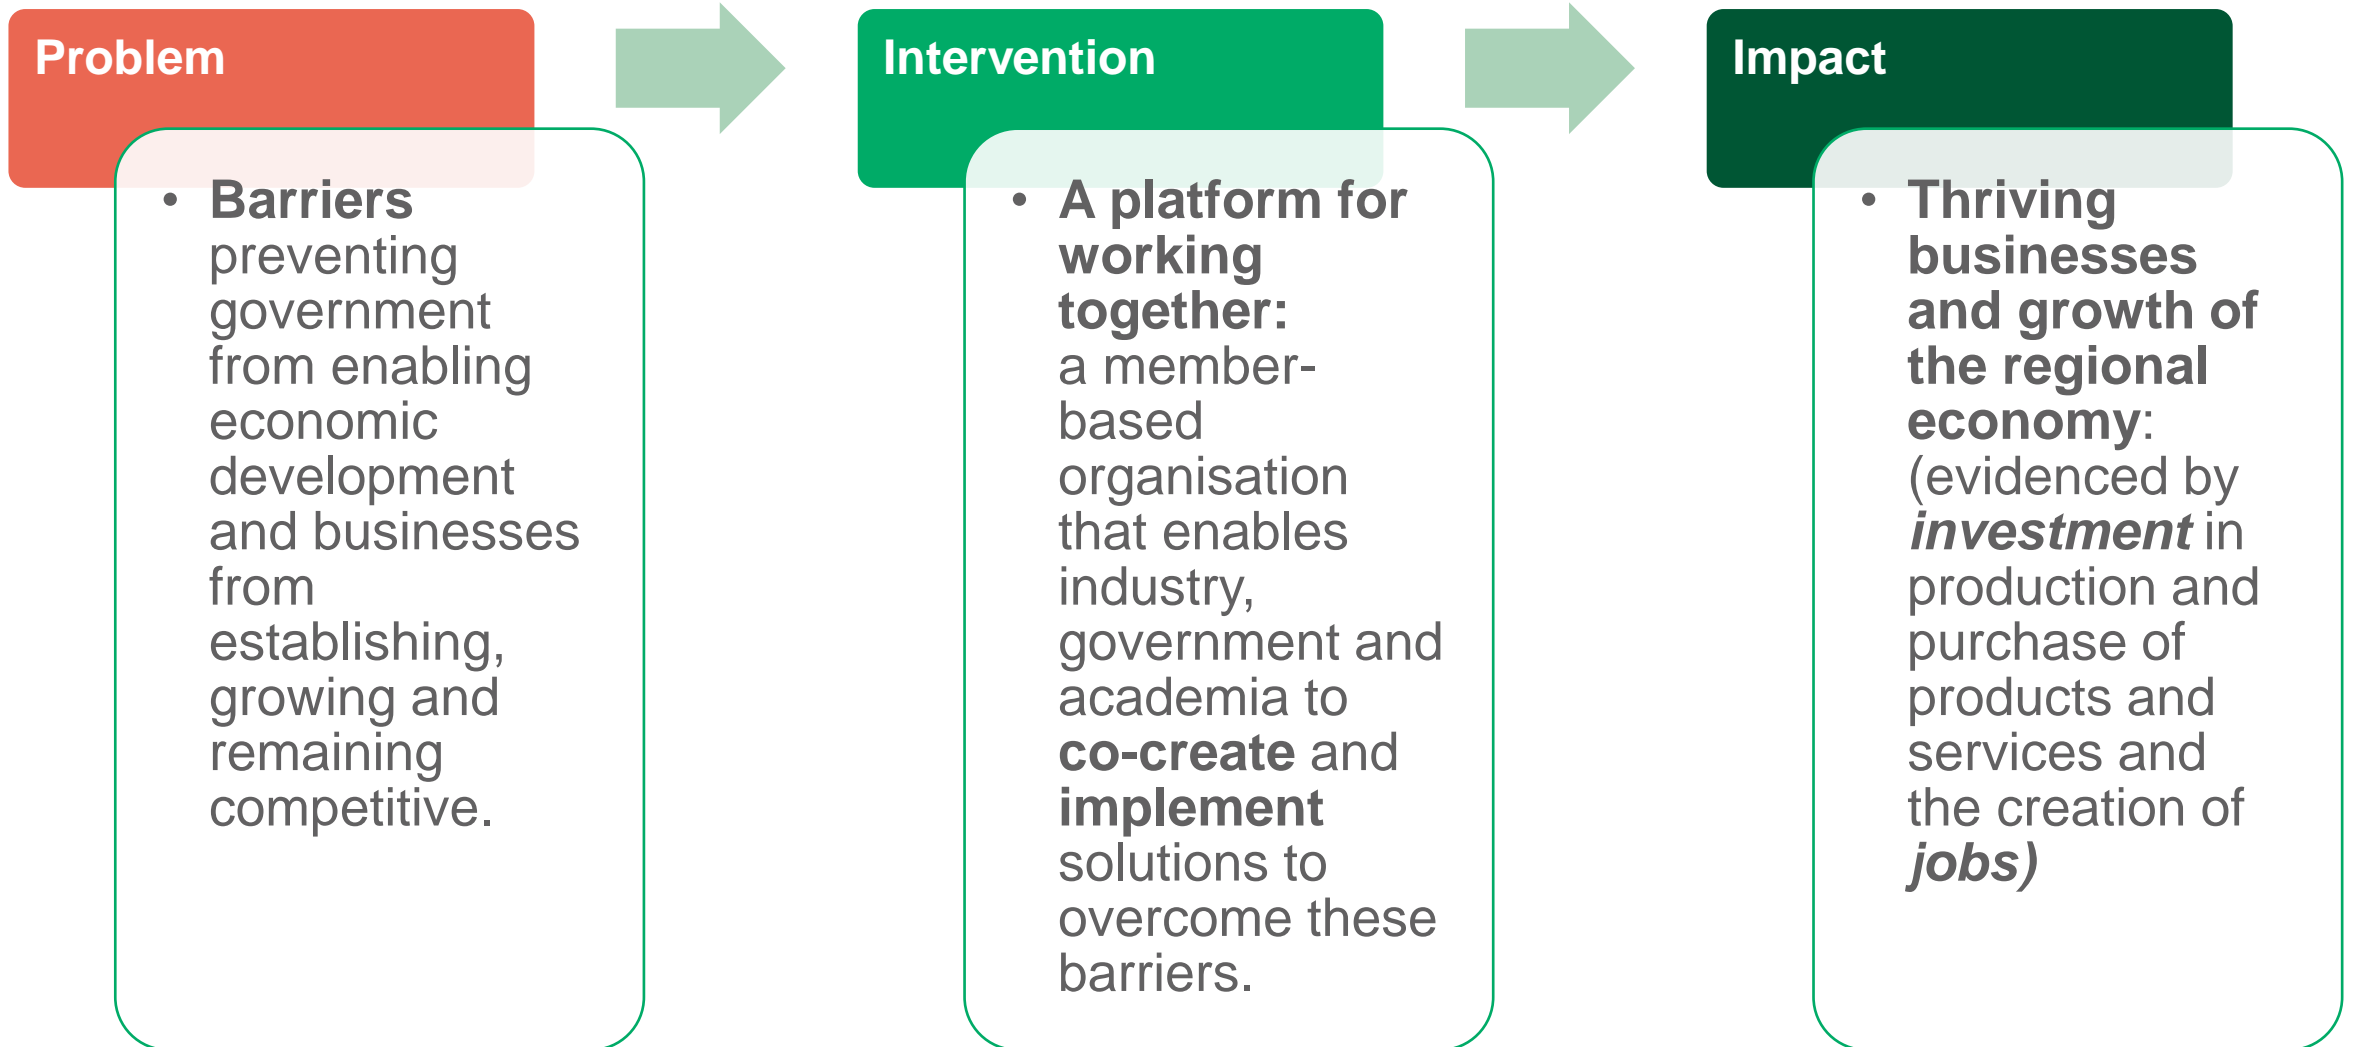 Problem
• Barriers
preventing
government
from enabling
economic
development
and businesses
from
establishing,
growing and
remaining
competitive.
Intervention
• A platform for
working
together:
a member-
based
organisation
that enables
industry,
government and
academia to
co-create and
implement
solutions to
overcome these
barriers.
Impact
• Thriving
businesses
and growth of
the regional
economy:
(evidenced by
investment in
production and
purchase of
products and
services and
the creation of
jobs)